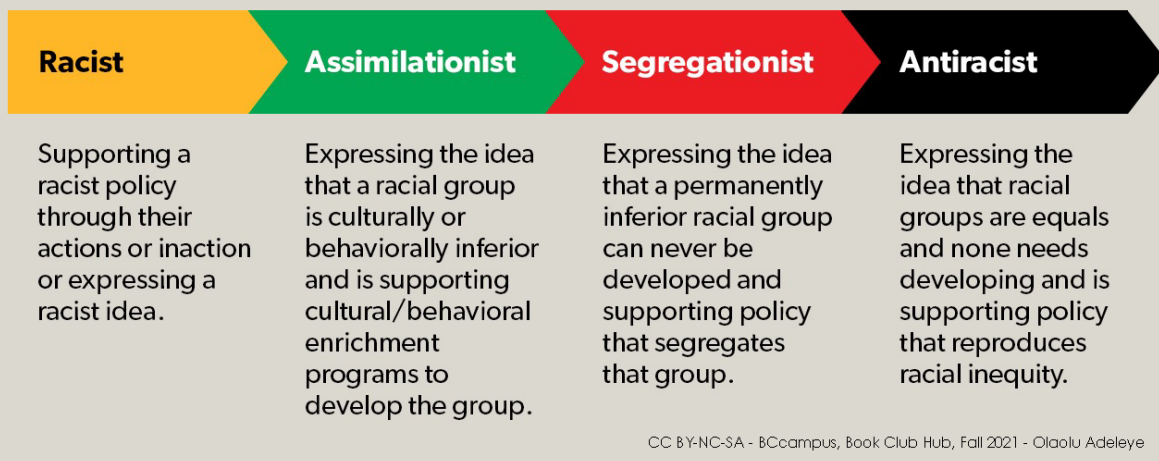 Racist
Supporting a
racist policy
through their
actions or inaction
or expressing a
racist idea.
Assimilationist
Expressing the idea
that a racial group
is culturally or
behaviorally inferior
and is supporting
cultural/behavioral
enrichment
programs to
develop the group.
Segregationist
Expressing the idea
that a permanently
inferior racial group
can never be
developed and
supporting policy
that segregates
that group.
Antiracist
Expressing the
idea that racial
groups are equals
and none needs
developing and is
supporting policy
that reproduces
racial inequity.
CC BY-NC-SA - BCcampus, Book Club Hub, Fall 2021 - Olaolu Adeleye